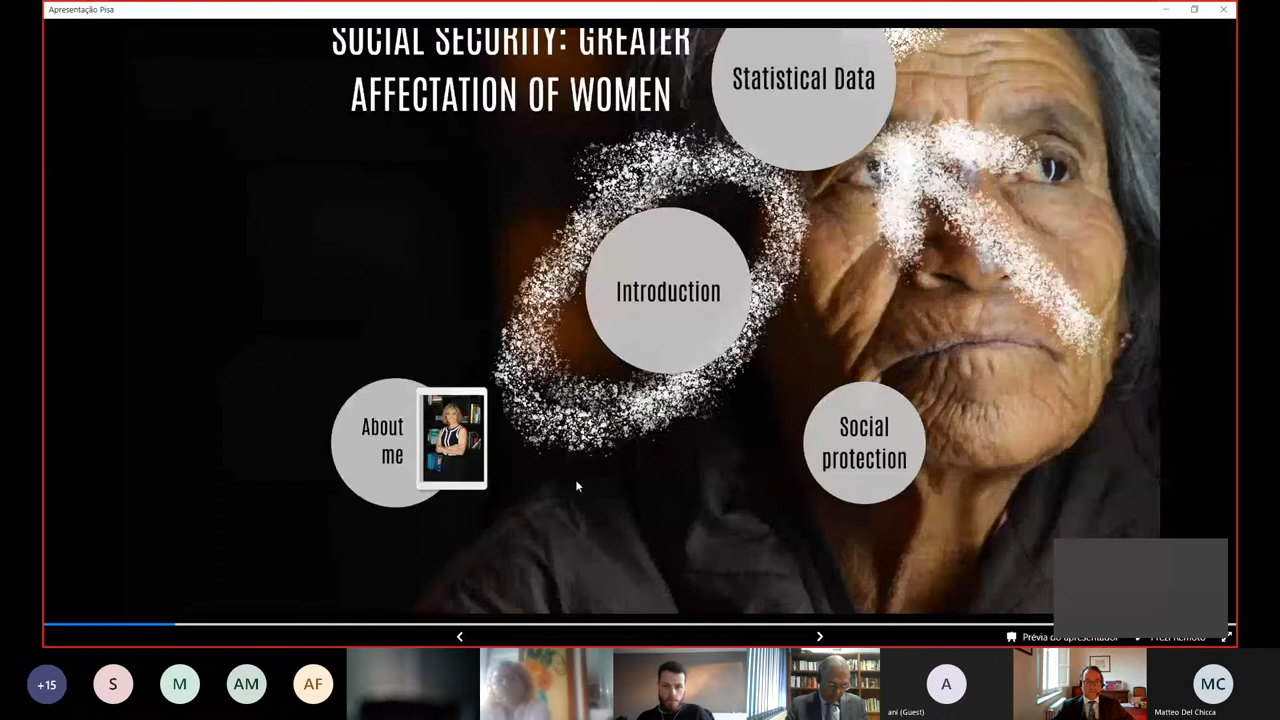 Apresentação Pisa
SOCIAL SECURITY: GREATER
AFFECTATION OF WOMEN
Statistical Data
Introduction
About
me
Social
protection
Prévia do apresentador
Prezi Remoto
+15
S
M
AM
AF
A
ani (Guest)
MC
Matteo Del Chicca